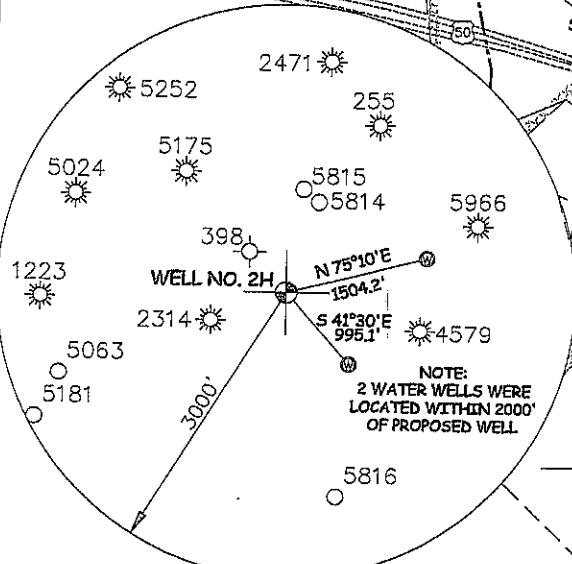 50
2471
5252
255
5175
5024
5815
5814
5966
398
N 75°10'E
WELL NO. 2H
1504.2'
1223
S 41°30'E
995.1'
2314
4579
5063
NOTE:
2 WATER WELLS WERE
LOCATED WITHIN 2000'
OF PROPOSED WELL
5181
3000'
5816
W
W